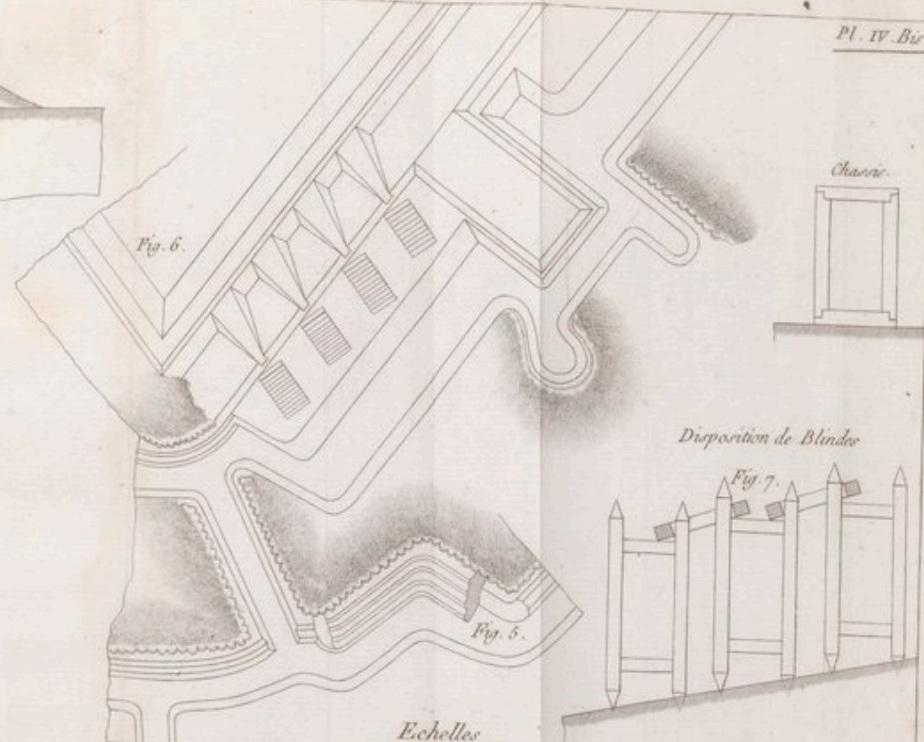 Pl. IV. Bis
Chassis.
Fig. 6.
Disposition de Blindes
Fig. 7.
Fig. 5.
Echelles